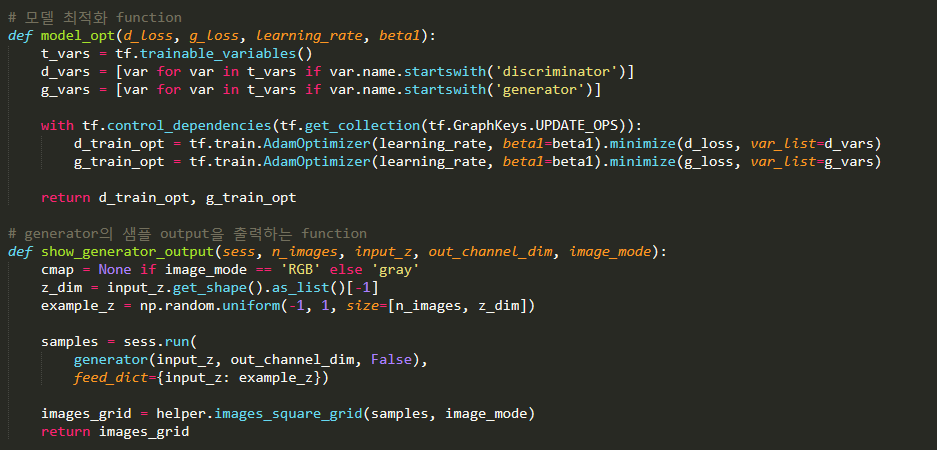 # 모델 최적화 function
def model_opt(d_loss, g_loss, learning_rate, beta1):
    t_vars = tf.trainable_variables()
    d_vars = [var for var in t_vars if var.name.startswith('discriminator')]
    g_vars = [var for var in t_vars if var.name.startswith('generator')]
    with tf.control_dependencies(tf.get_collection(tf.GraphKeys.UPDATE_OPS)):
        d_train_opt = tf.train.AdamOptimizer(learning_rate, beta1=beta1).minimize(d_loss, var_list=d_vars)
        g_train_opt = tf.train.AdamOptimizer(learning_rate, beta1=beta1).minimize(g_loss, var_list=g_vars)
    return d_train_opt, g_train_opt
# generator의 샘플 output을 출력하는 function
def show_generator_output(sess, n_images, input_z, out_channel_dim, image_mode):
    cmap = None if image_mode == 'RGB' else 'gray'
    z_dim = input_z.get_shape().as_list()[-1]
    example_z = np.random.uniform(-1, 1, size=[n_images, z_dim])
    samples = sess.run(
        generator(input_z, out_channel_dim, False),
        feed_dict={input_z: example_z})
    images_grid = helper.images_square_grid(samples, image_mode)
    return images_grid